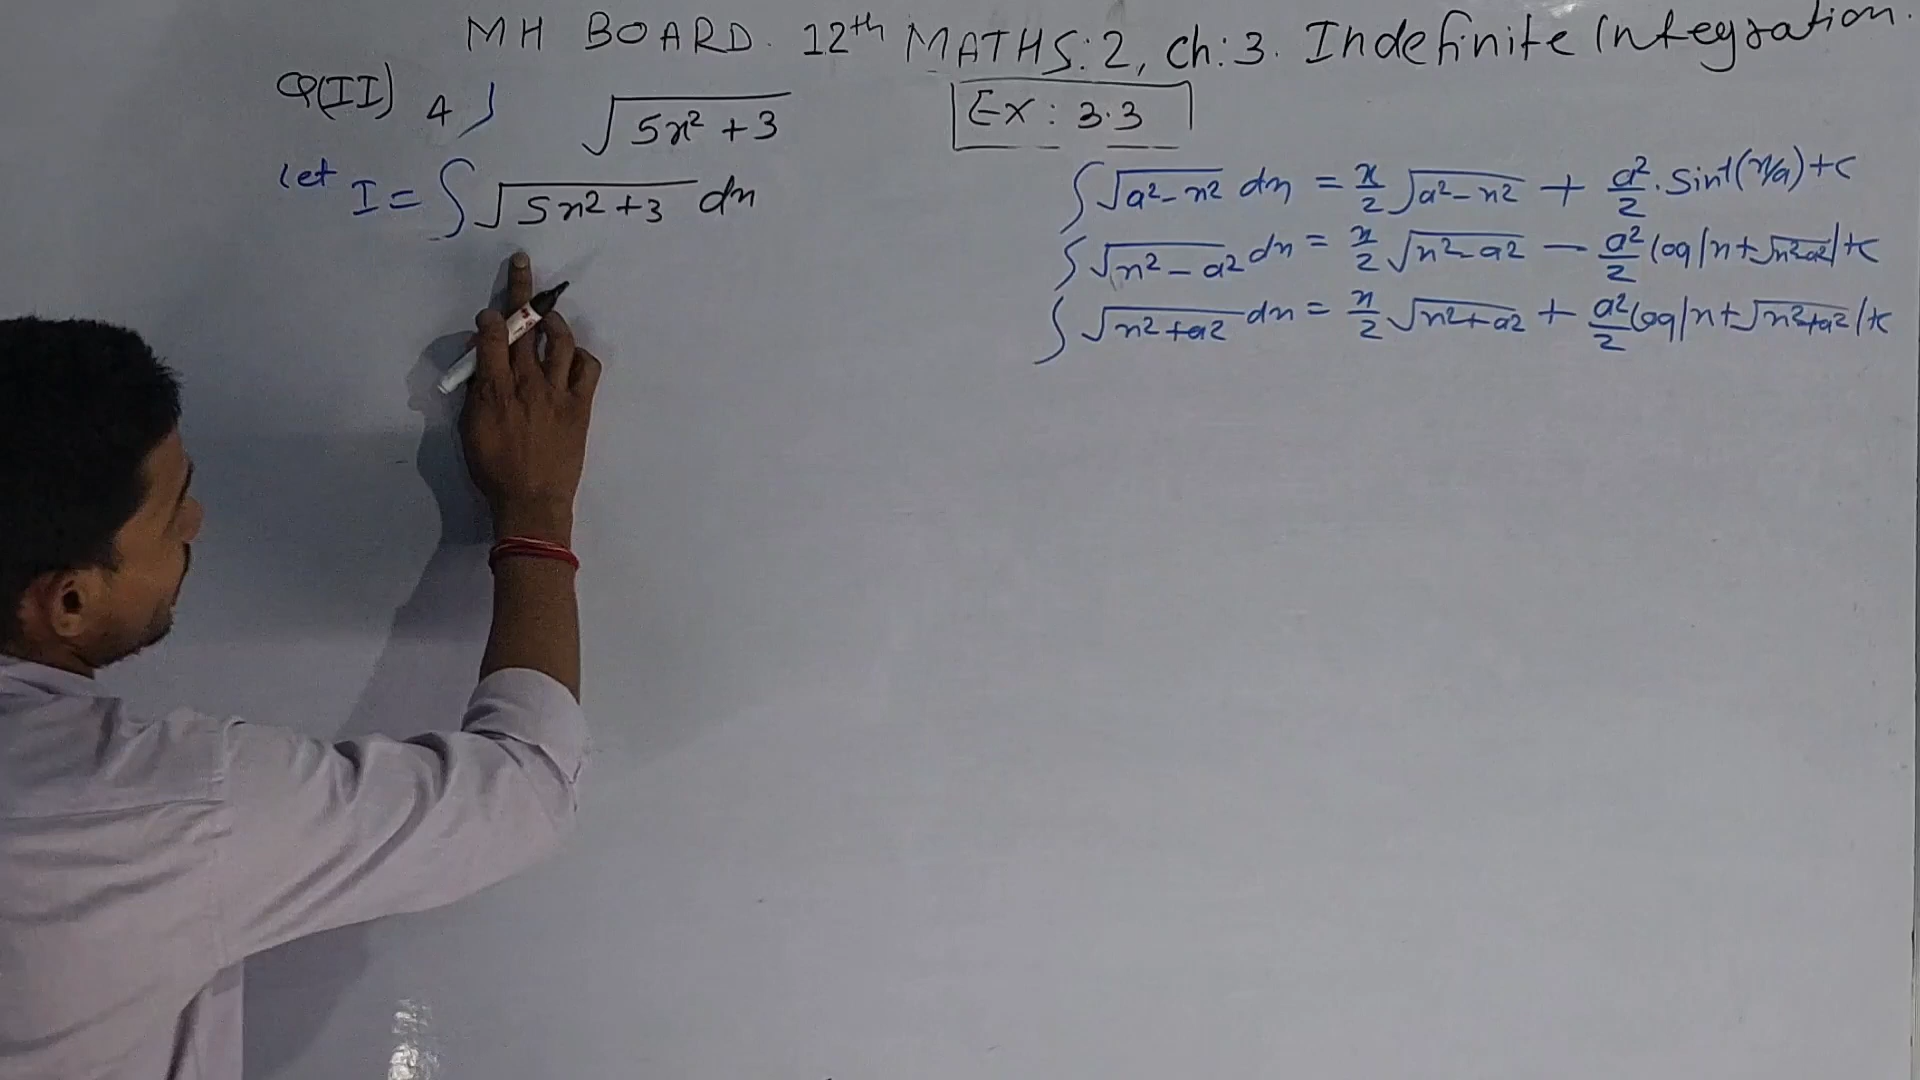 MH BOARD. 12th MATHS:2, Ch:3. Indefinite Integration.
Q(II) 4) √(5x² + 3)
Ex : 3.3
let I = ∫ √(5x² + 3) dx
∫ √(a² - x²) dx = x/2 √(a² - x²) + a²/2 . Sin⁻¹(x/a) + c
∫ √(x² - a²) dx = x/2 √(x² - a²) - a²/2 log|x + √(x² - a²)| + c
∫ √(x² + a²) dx = x/2 √(x² + a²) + a²/2 log|x + √(x² + a²)| + c